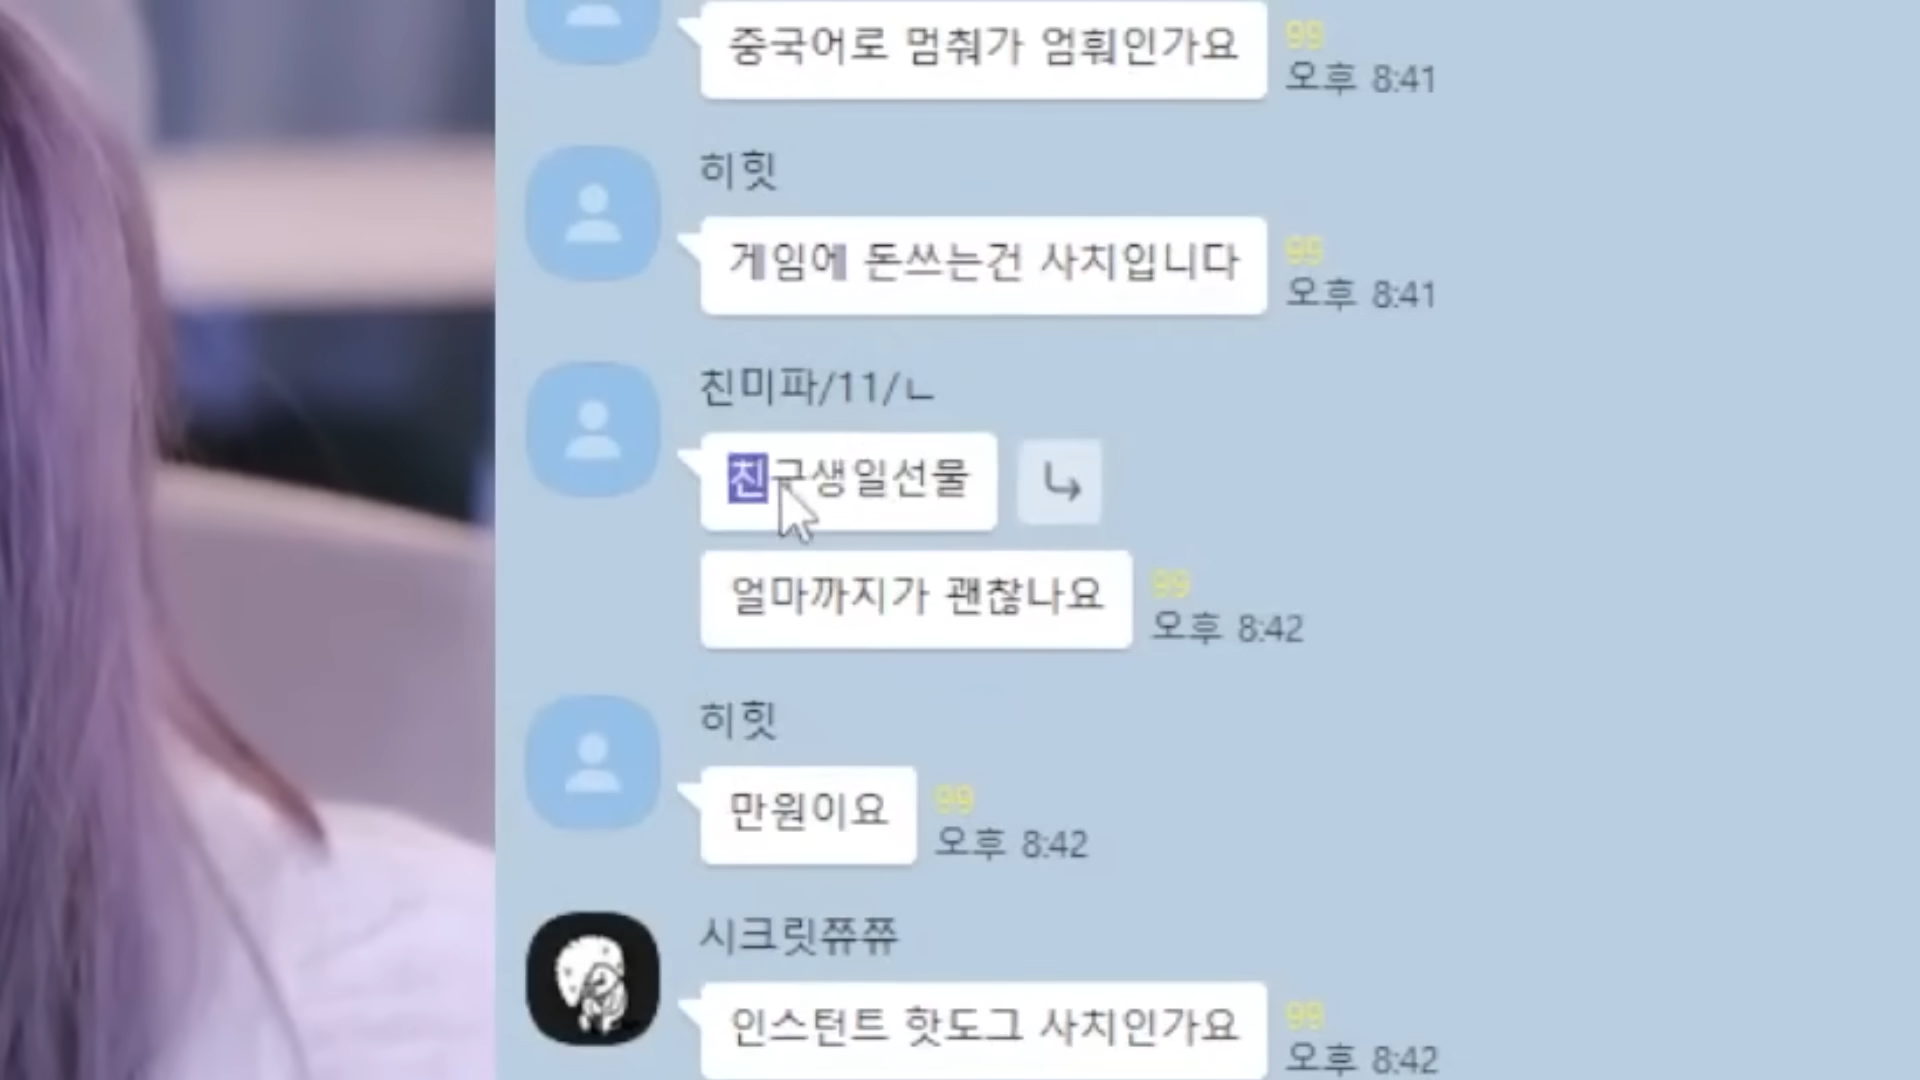 중국어로 멈춰가 엄훠인가요
99
오후 8:41
히힛
게임에 돈쓰는건 사치입니다
99
오후 8:41
친미파/11/ㄴ
친구생일선물
얼마까지가 괜찮나요
99
오후 8:42
히힛
만원이요
99
오후 8:42
시크릿쮸쮸
인스턴트 핫도그 사치인가요
99
오후 8:42